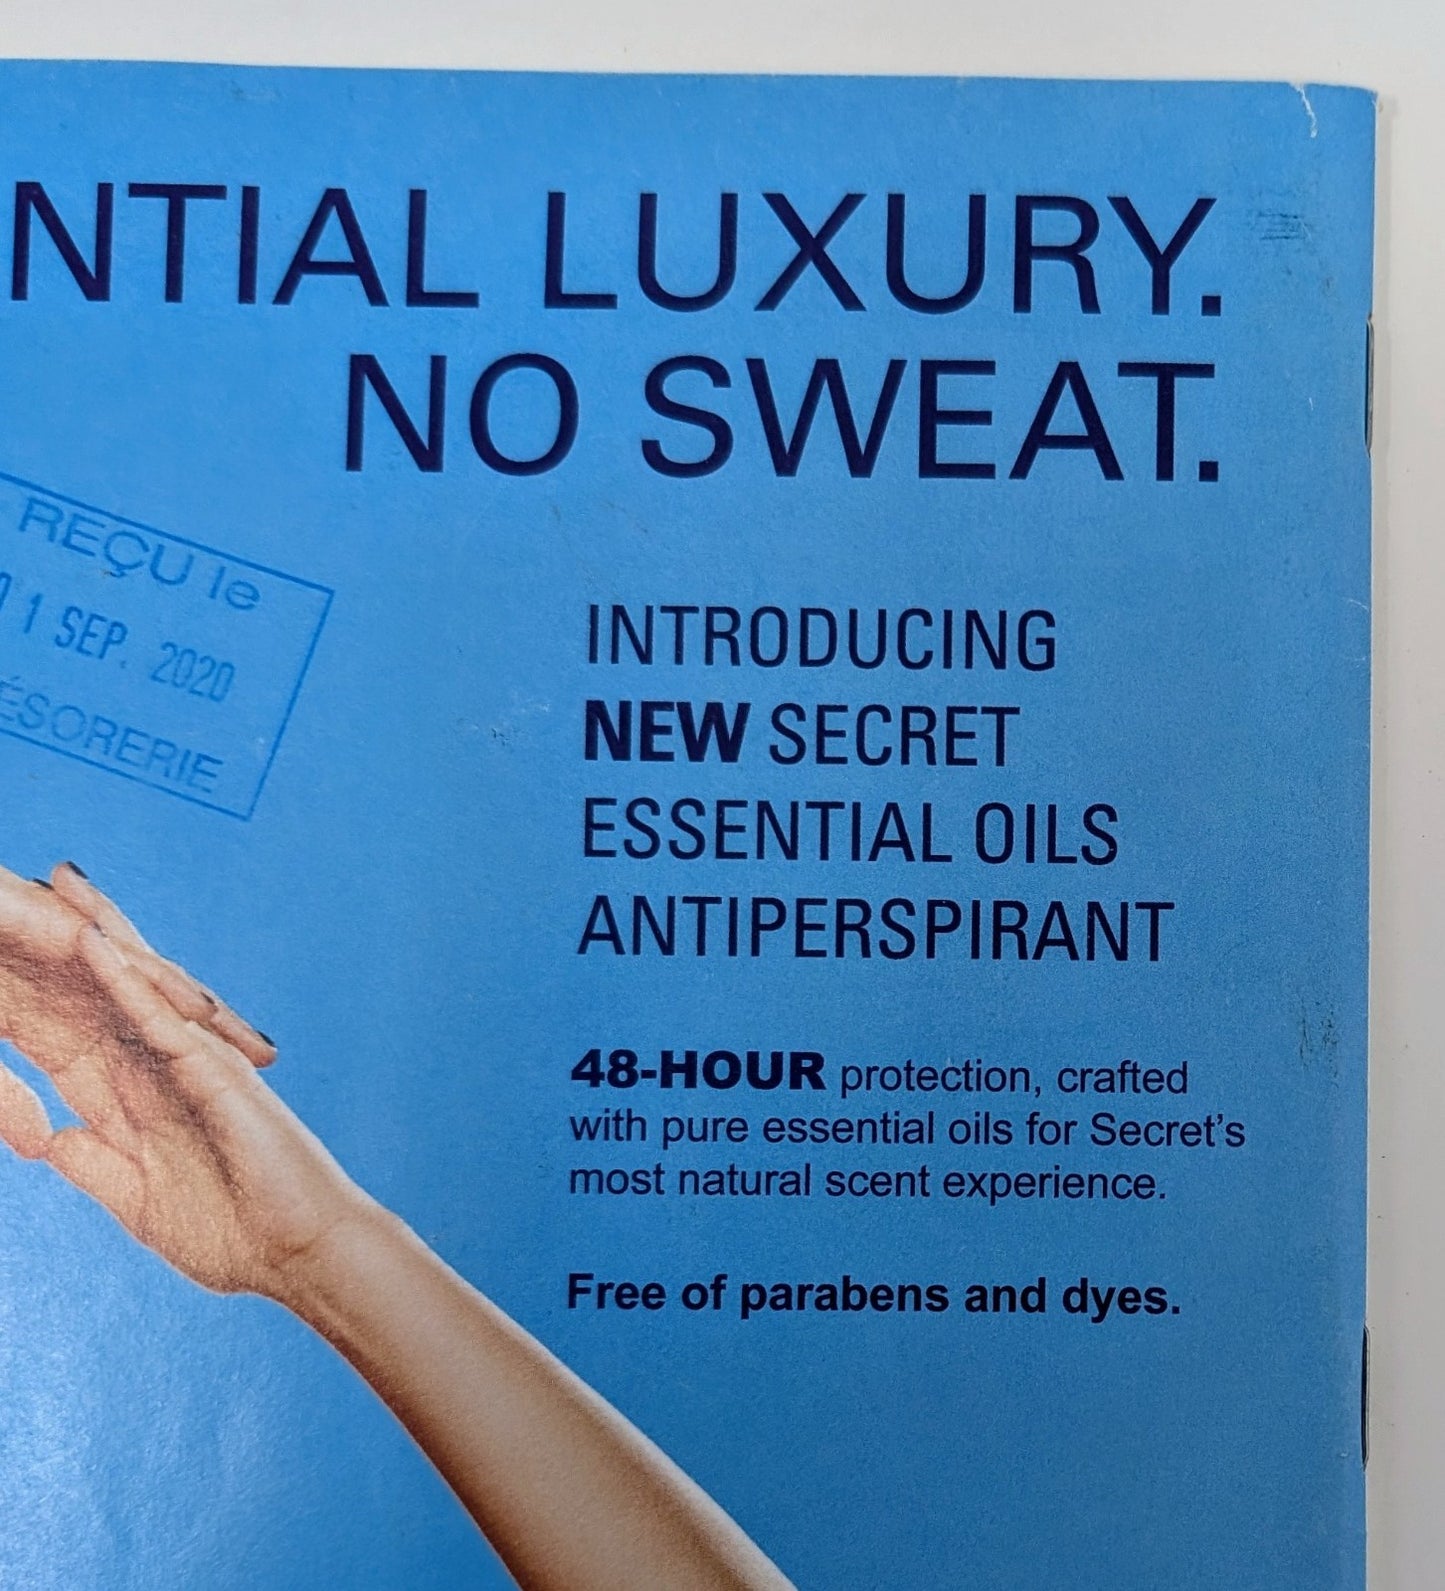 NTIAL LUXURY.
NO SWEAT.
REÇU le
1 SEP. 2020
ÉSORERIE
INTRODUCING
NEW SECRET
ESSENTIAL OILS
ANTIPERSPIRANT
48-HOUR protection, crafted
with pure essential oils for Secret's
most natural scent experience.
Free of parabens and dyes.